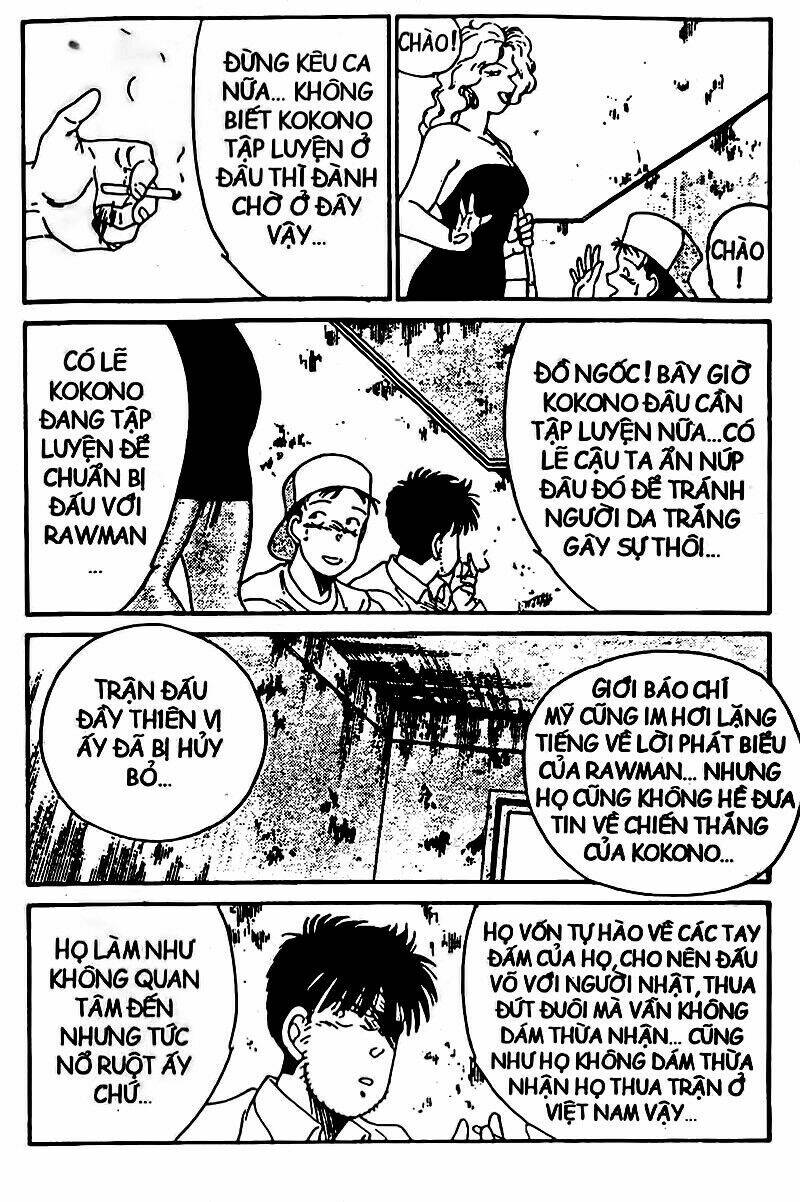 ĐỪNG KÊU CA
NỮA... KHÔNG
BIẾT KOKONO
TẬP LUYỆN Ở
ĐÂU THÌ ĐÀNH
CHỜ Ở ĐÂY
VẬY...
CHÀO!
CHÀO
!
CÓ LẼ
KOKONO
ĐANG TẬP
LUYỆN ĐỂ
CHUẨN BỊ
ĐẤU VỚI
RAWMAN
...
ĐỒ NGỐC! BÂY GIỜ
KOKONO ĐÂU CẦN
TẬP LUYỆN NỮA...CÓ
LẼ CẬU TA ẨN NÚP
ĐÂU ĐÓ ĐỂ TRÁNH
NGƯỜI DA TRẮNG
GÂY SỰ THÔI...
TRẬN ĐẤU
ĐẦY THIÊN VỊ
ẤY ĐÃ BỊ HỦY
BỎ...
GIỚI BÁO CHÍ
MỸ CŨNG IM HƠI LẶNG
TIẾNG VỀ LỜI PHÁT BIỂU
CỦA RAWMAN... NHƯNG
HỌ CŨNG KHÔNG HỀ ĐƯA
TIN VỀ CHIẾN THẮNG
CỦA KOKONO...
HỌ LÀM NHƯ
KHÔNG QUAN
TÂM ĐẾN
NHƯNG TỨC
NỔ RUỘT ẤY
CHỨ...
HỌ VỐN TỰ HÀO VỀ CÁC TAY
ĐẤM CỦA HỌ, CHO NÊN ĐẤU
VÕ VỚI NGƯỜI NHẬT, THUA
ĐỨT ĐUÔI MÀ VẪN KHÔNG
DÁM THỪA NHẬN... CŨNG
NHƯ HỌ KHÔNG DÁM THỪA
NHẬN HỌ THUA TRẬN Ở
VIỆT NAM VẬY...